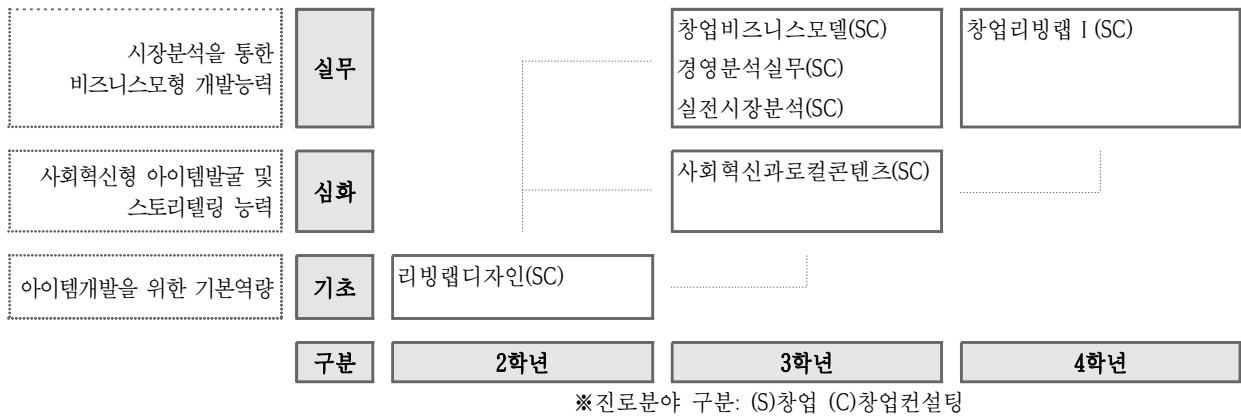 시장분석을 통한
비즈니스모형 개발능력
실무
창업비즈니스모델(SC)
경영분석실무(SC)
실전시장분석(SC)
창업리빙랩Ⅰ(SC)
사회혁신형 아이템발굴 및
스토리텔링 능력
심화
사회혁신과로컬콘텐츠(SC)
아이템개발을 위한 기본역량
기초
리빙랩디자인(SC)
구분
2학년
3학년
4학년
※진로분야 구분: (S)창업 (C)창업컨설팅